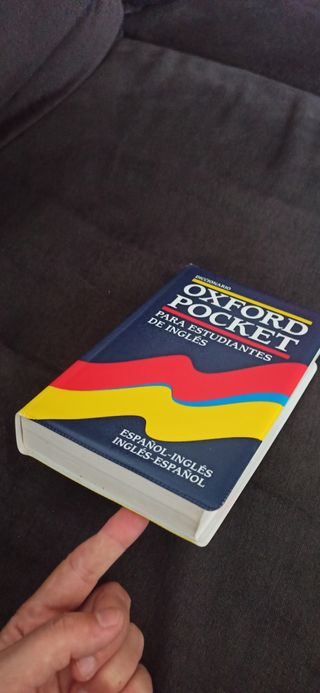 DICCIONARIO
OXFORD
POCKET
PARA ESTUDIANTES
DE INGLÉS
ESPAÑOL-INGLÉS
INGLÉS-ESPAÑOL